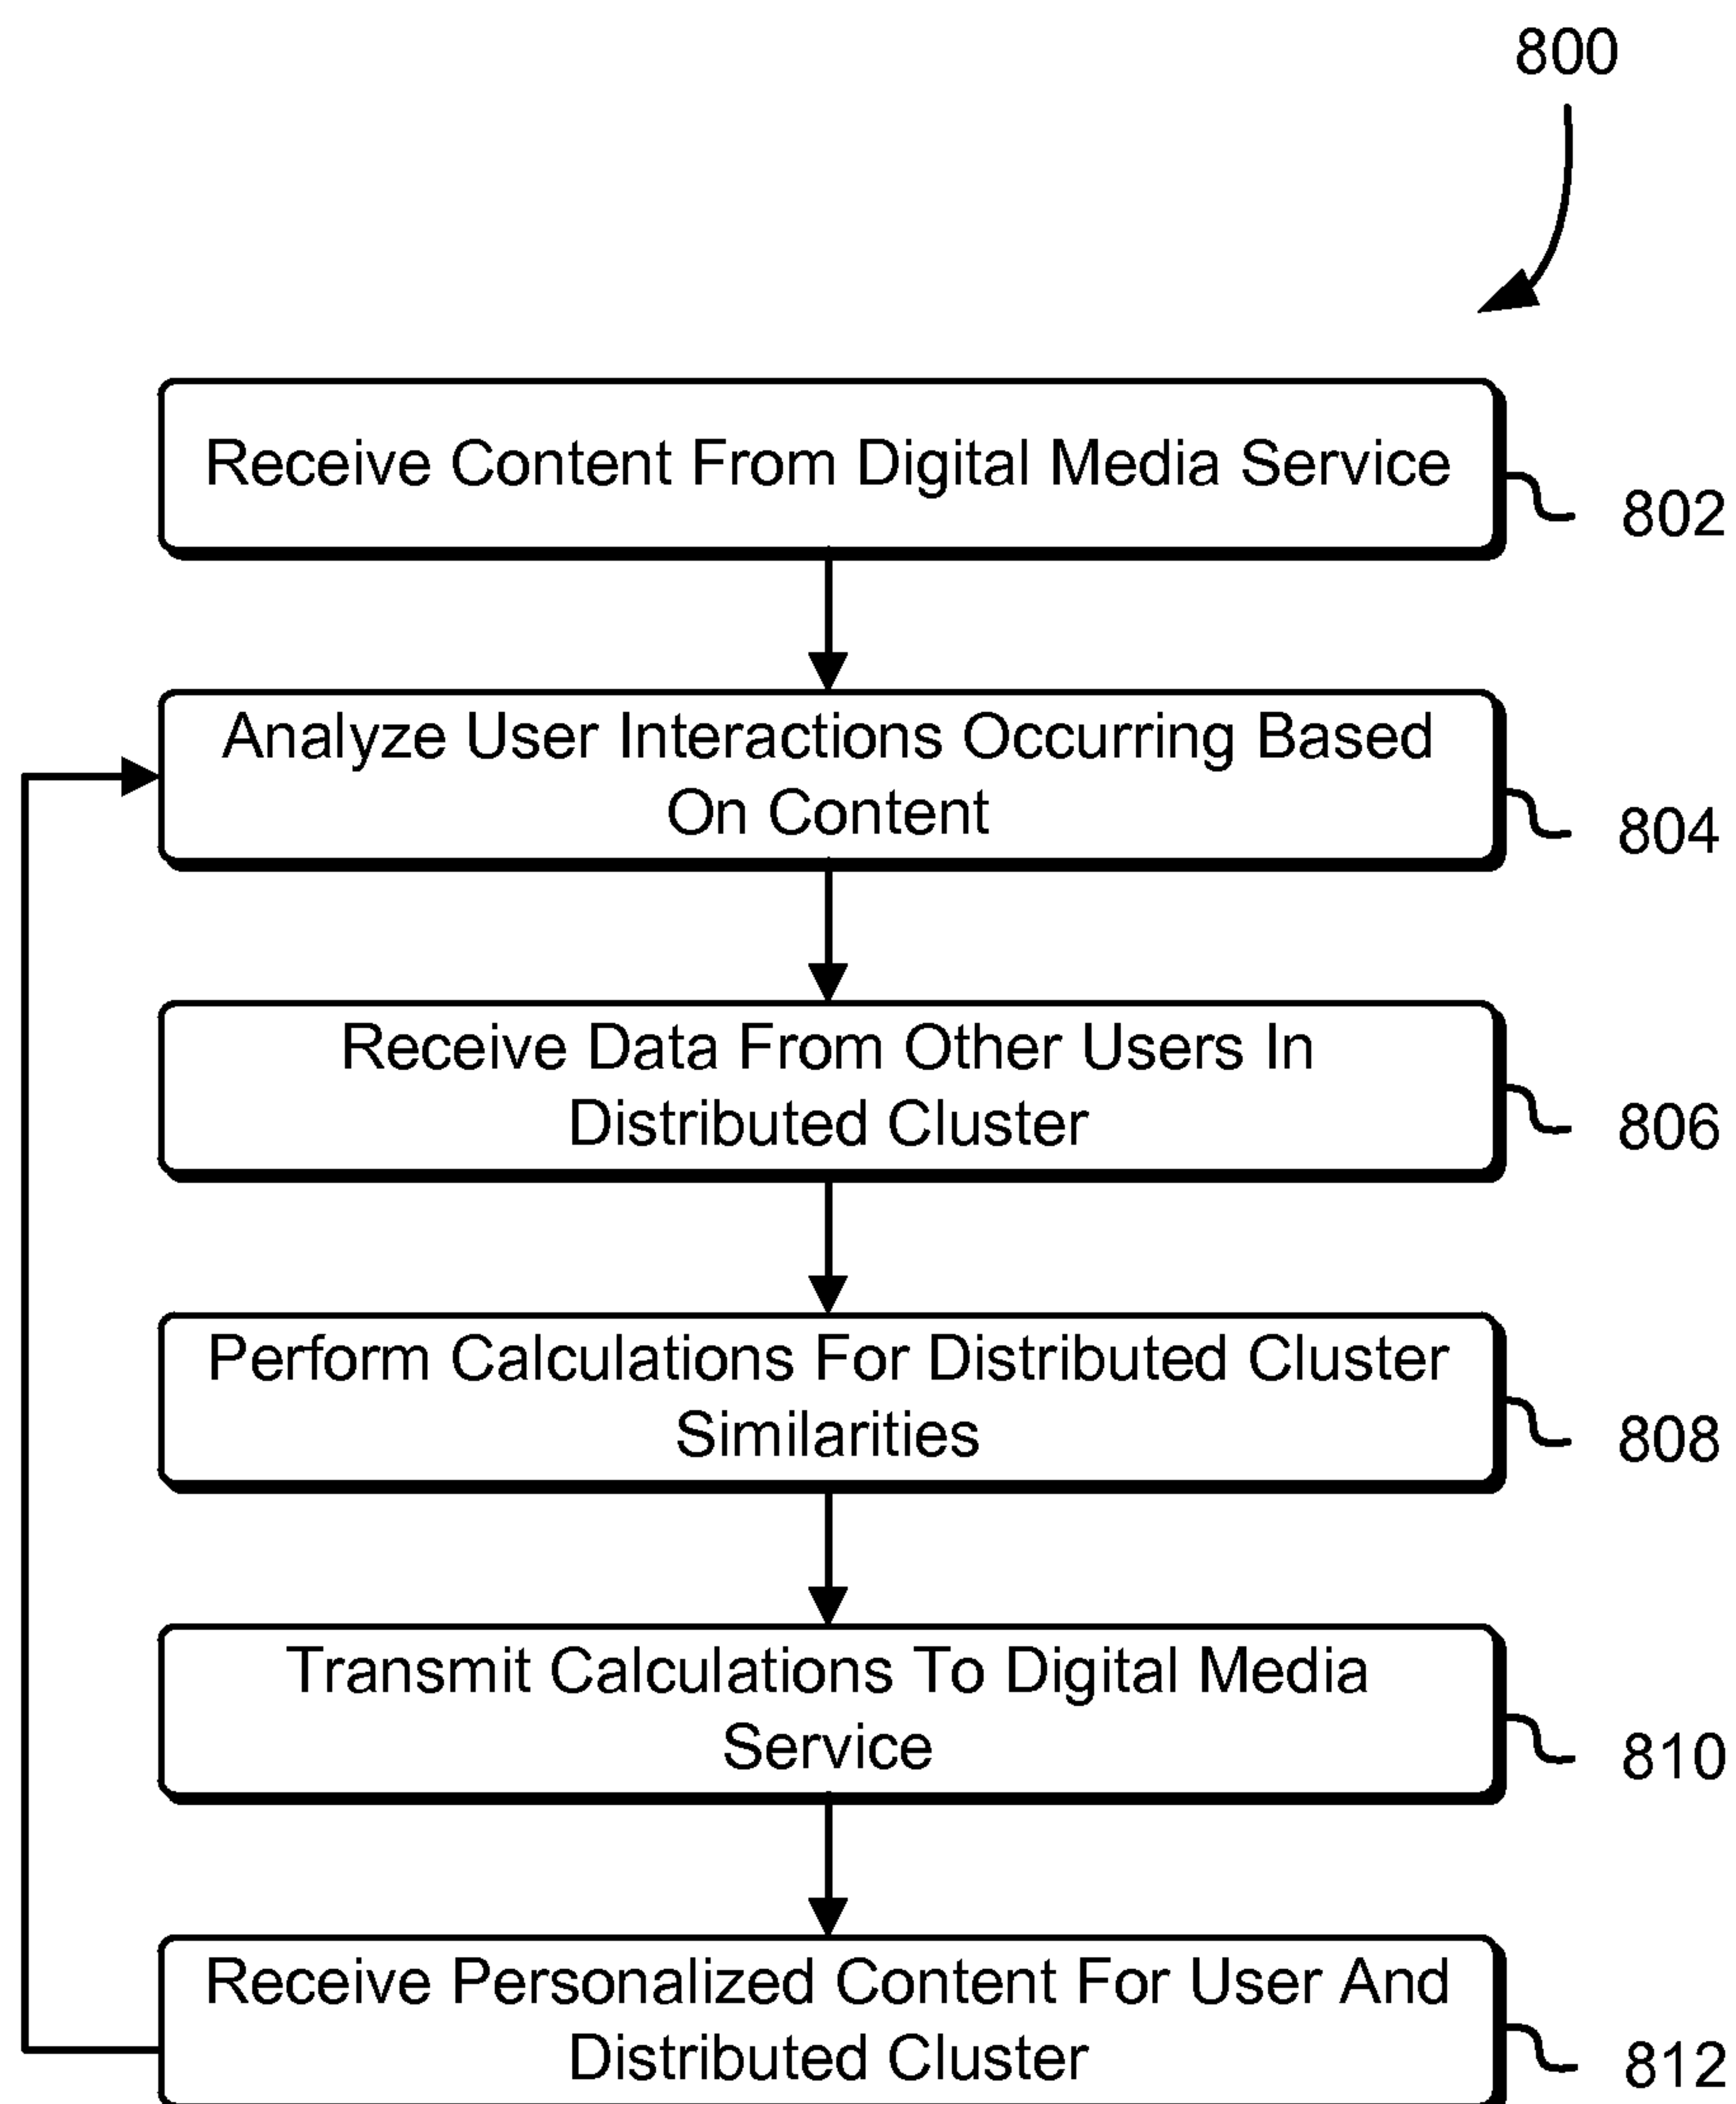 800
Receive Content From Digital Media Service
802
Analyze User Interactions Occurring Based
On Content
804
Receive Data From Other Users In
Distributed Cluster
806
Perform Calculations For Distributed Cluster
Similarities
808
Transmit Calculations To Digital Media
Service
810
Receive Personalized Content For User And
Distributed Cluster
812